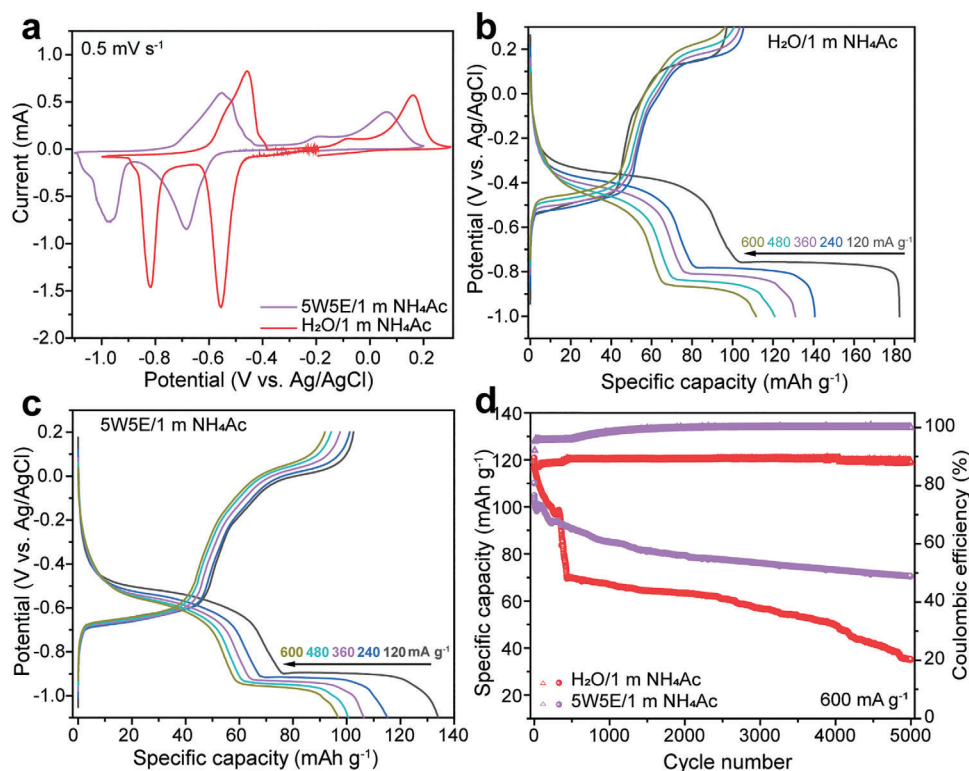 a
0.5 mV s⁻¹
1.0
0.5
0.0
-0.5
-1.0
-1.5
2.0
Current (mA)
5W5E/1 m NH₄Ac
H₂O/1 m NH₄Ac
-1.0 -0.8 -0.6 -0.4 -0.2 0.0 0.2
Potential (V vs. Ag/AgCl)
b
H₂O/1 m NH₄Ac
0.2
0.0
-0.2
-0.4
-0.6
-0.8
-1.0
Potential (V vs. Ag/AgCl)
600 480 360 240 120 mA g⁻¹
0 20 40 60 80 100 120 140 160 180
Specific capacity (mAh g⁻¹)
c
5W5E/1 m NH₄Ac
0.2
0.0
-0.2
-0.4
-0.6
-0.8
-1.0
Potential (V vs. Ag/AgCl)
600 480 360 240 120 mA g⁻¹
0 20 40 60 80 100 120 140
Specific capacity (mAh g⁻¹)
d
140
120
100
80
60
40
20
Specific capacity (mAh g⁻¹)
100
80
60
40
20
0
Coulombic efficiency (%)
H₂O/1 m NH₄Ac
5W5E/1 m NH₄Ac
600 mA g⁻¹
0 1000 2000 3000 4000 5000
Cycle number